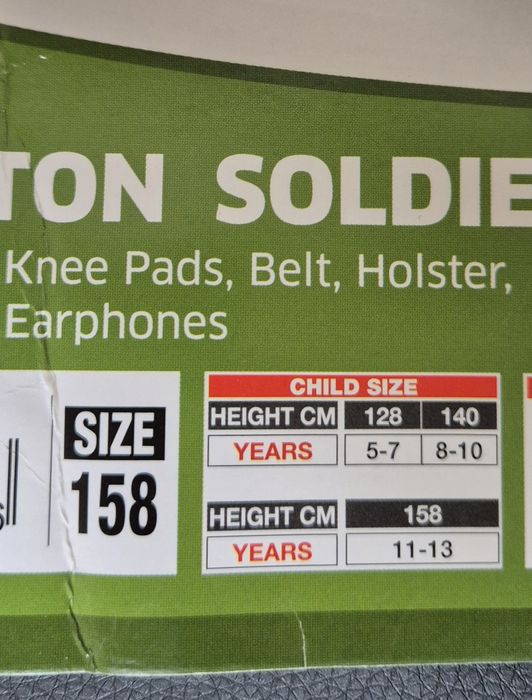 TON SOLDIE
Knee Pads, Belt, Holster,
Earphones
SIZE
158
CHILD SIZE
HEIGHT CM 128 140
YEARS 5-7 8-10
HEIGHT CM 158
YEARS 11-13